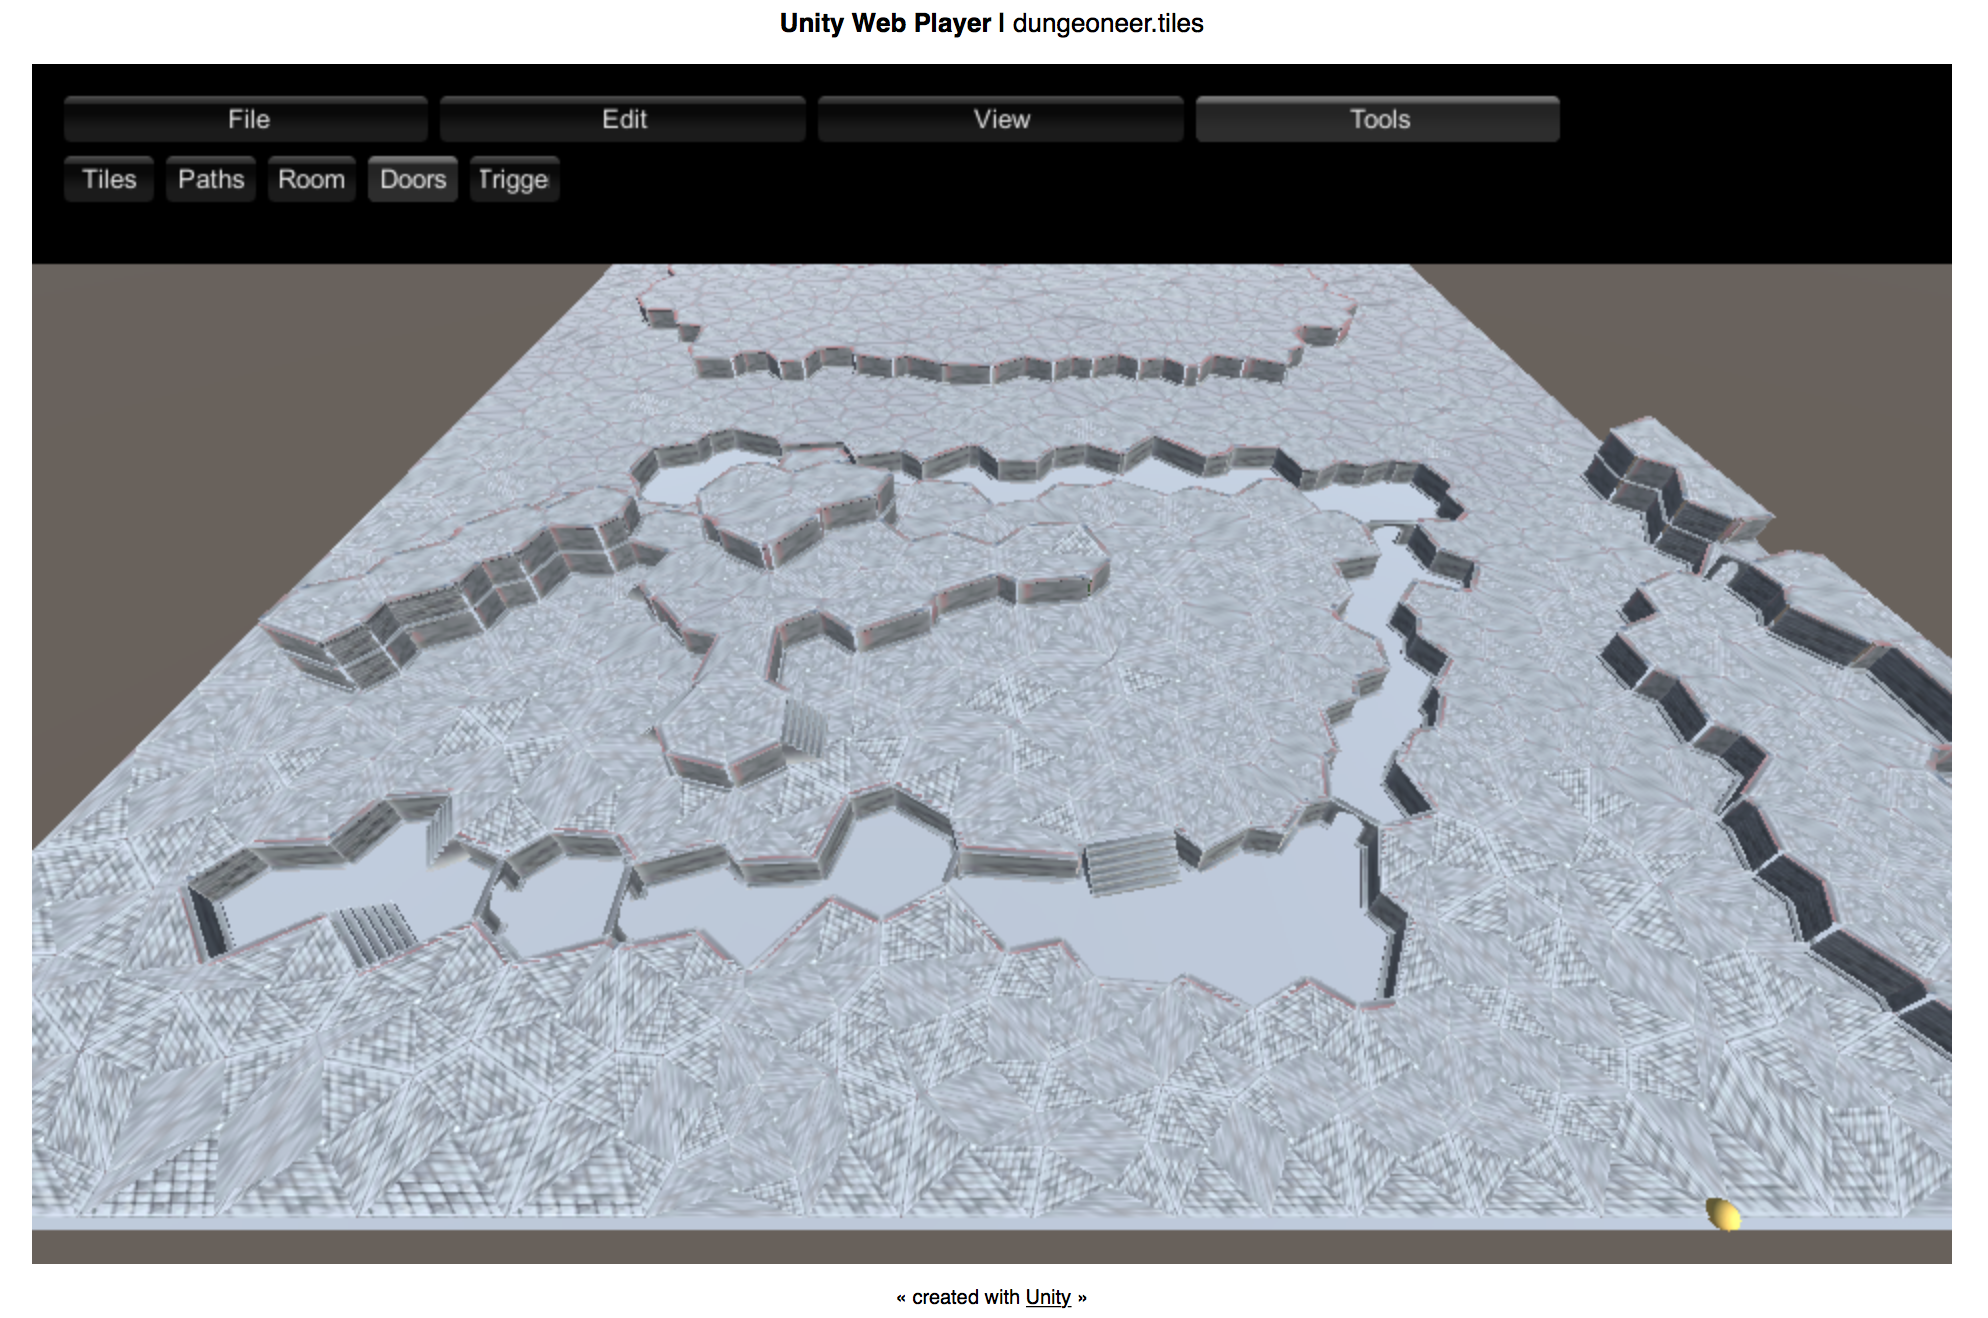 Unity Web Player | dungeoneer.tiles
File Edit View Tools
Tiles Paths Room Doors Trigge
« created with Unity »